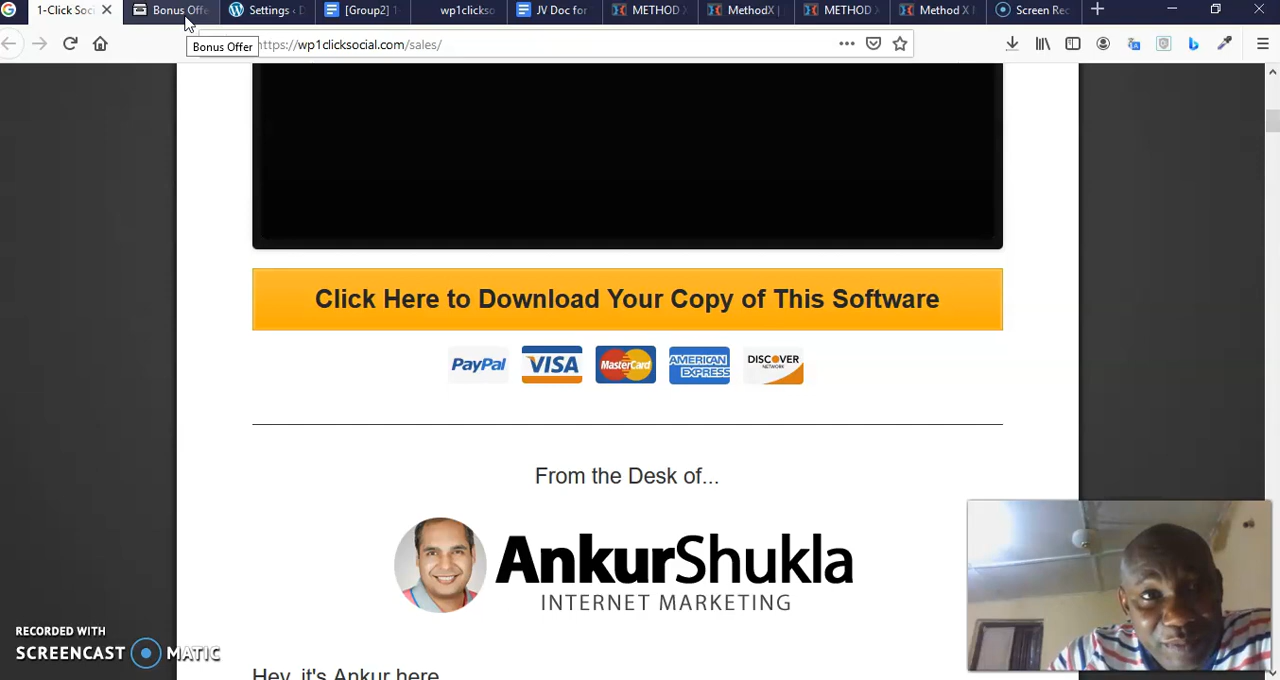 1-Click Soci
Bonus Offe
Settings ‹ D
[Group2] 1
wp1clickso
JV Doc for
METHOD X
MethodX |
METHOD X
Method X M
Screen Rec
Bonus Offer
https://wp1clicksocial.com/sales/
Click Here to Download Your Copy of This Software
PayPal VISA MasterCard AMERICAN EXPRESS DISCOVER NETWORK
From the Desk of...
AnkurShukla
INTERNET MARKETING
Hey, it's Ankur here
RECORDED WITH
SCREENCAST MATIC